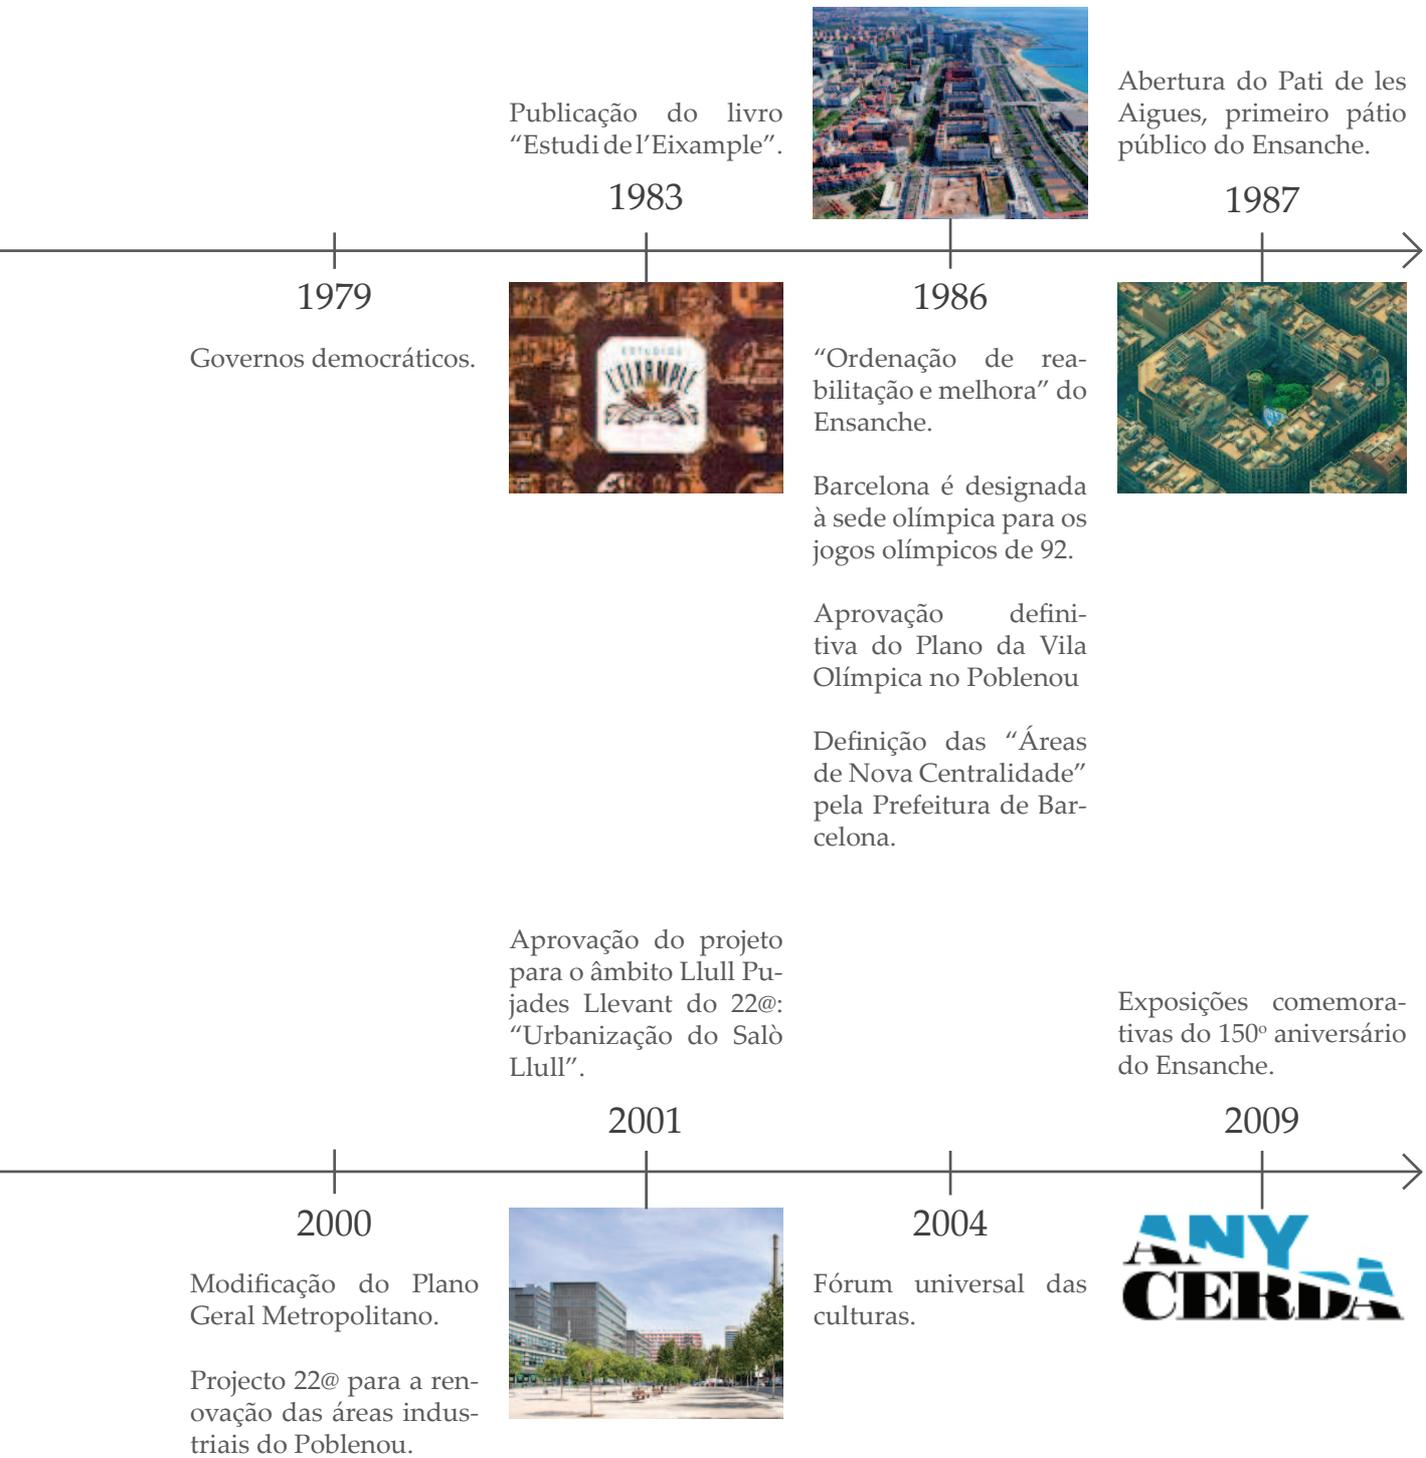 Publicação do livro
“Estudi de l’Eixample”.
1983
Abertura do Pati de les
Aigues, primeiro pátio
público do Ensanche.
1987
1979
Governos democráticos.
ESTUDIOS
L'EIXAMPLE
1986
“Ordenação de rea-
bilitação e melhora” do
Ensanche.
Barcelona é designada
à sede olímpica para os
jogos olímpicos de 92.
Aprovação defini-
tiva do Plano da Vila
Olímpica no Poblenou
Definição das “Áreas
de Nova Centralidade”
pela Prefeitura de Bar-
celona.
Aprovação do projeto
para o âmbito Llull Pu-
jades Llevant do 22@:
“Urbanização do Salò
Llull”.
2001
Exposições comemora-
tivas do 150º aniversário
do Ensanche.
2009
2000
Modificação do Plano
Geral Metropolitano.
Projecto 22@ para a ren-
ovação das áreas indus-
triais do Poblenou.
2004
Fórum universal das
culturas.
ANY
CERDÀ